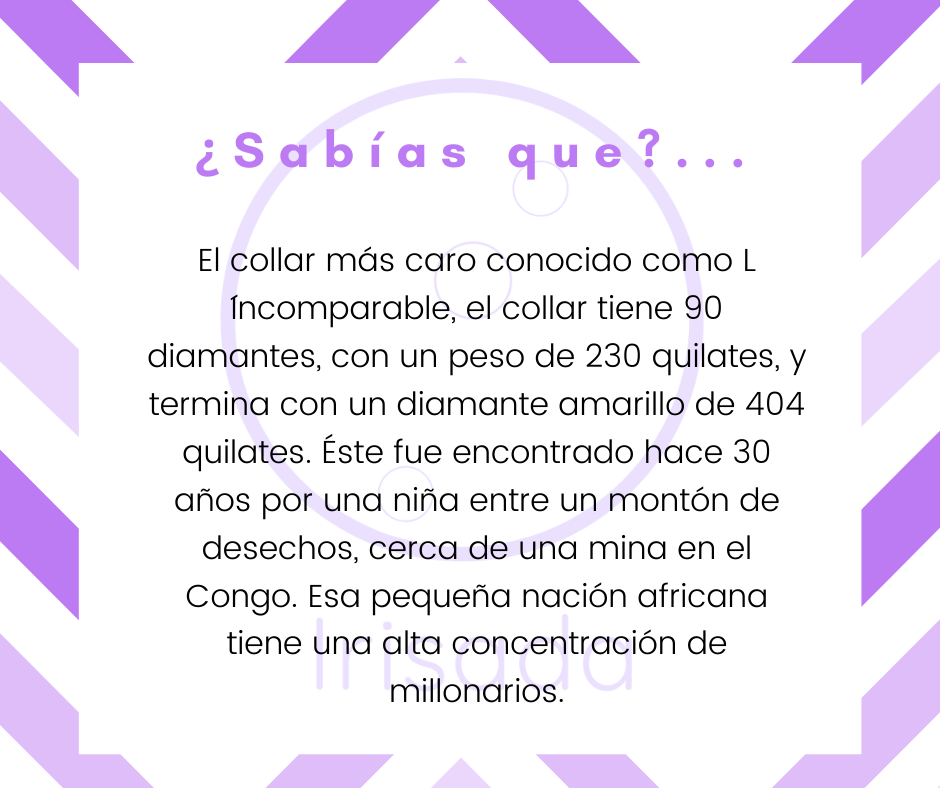 ¿Sabías que?...
El collar más caro conocido como L
íncomparable, el collar tiene 90
diamantes, con un peso de 230 quilates, y
termina con un diamante amarillo de 404
quilates. Éste fue encontrado hace 30
años por una niña entre un montón de
desechos, cerca de una mina en el
Congo. Esa pequeña nación africana
tiene una alta concentración de
millonarios.
Irisada